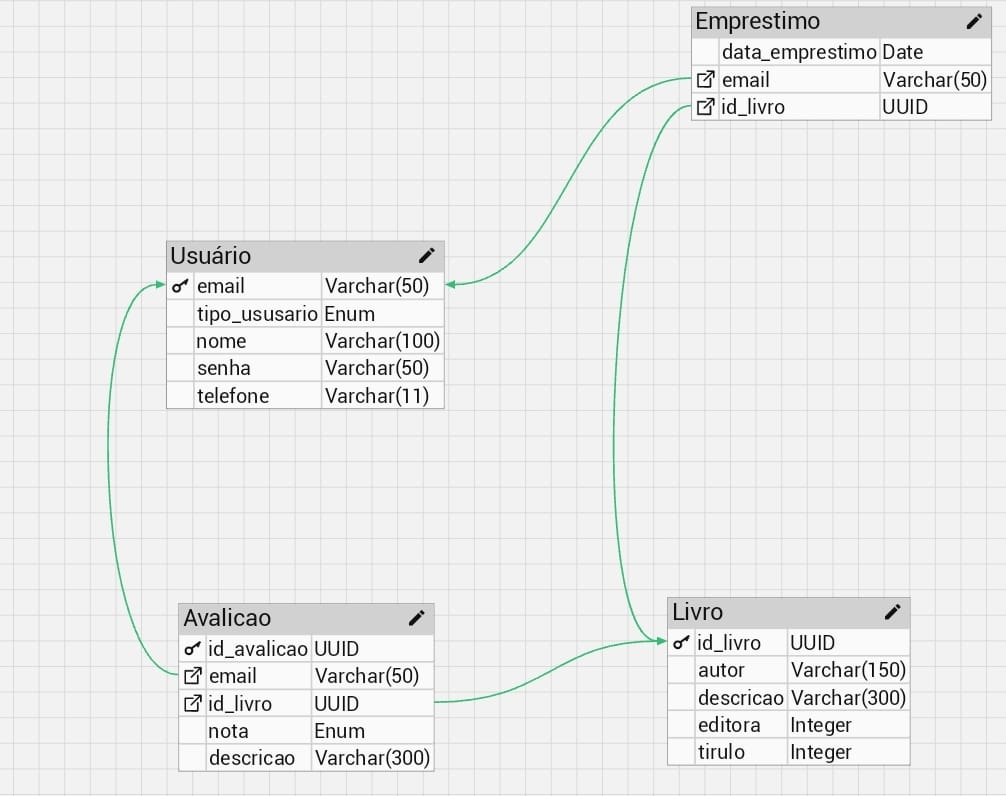 Emprestimo
data_emprestimo Date
email Varchar(50)
id_livro UUID
Usuário
email Varchar(50)
tipo_ususario Enum
nome Varchar(100)
senha Varchar(50)
telefone Varchar(11)
Avalicao
id_avalicao UUID
email Varchar(50)
id_livro UUID
nota Enum
descricao Varchar(300)
Livro
id_livro UUID
autor Varchar(150)
descricao Varchar(300)
editora Integer
tirulo Integer